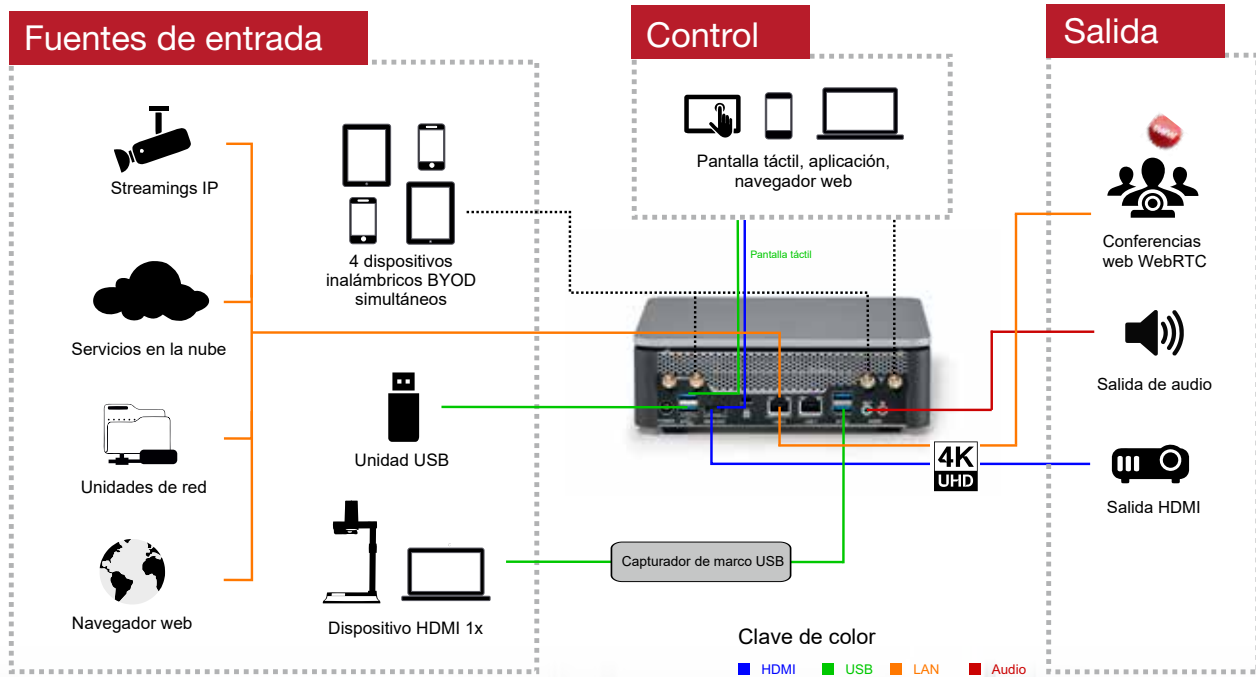 Fuentes de entrada
Control
Salida
Streamings IP
4 dispositivos
inalámbricos BYOD
simultáneos
Servicios en la nube
Unidad USB
Unidades de red
Navegador web
Dispositivo HDMI 1x
Pantalla táctil, aplicación,
navegador web
Pantalla táctil
Capturador de marco USB
Conferencias
web WebRTC
Salida de audio
4K
UHD
Salida HDMI
Clave de color
HDMI
USB
LAN
Audio